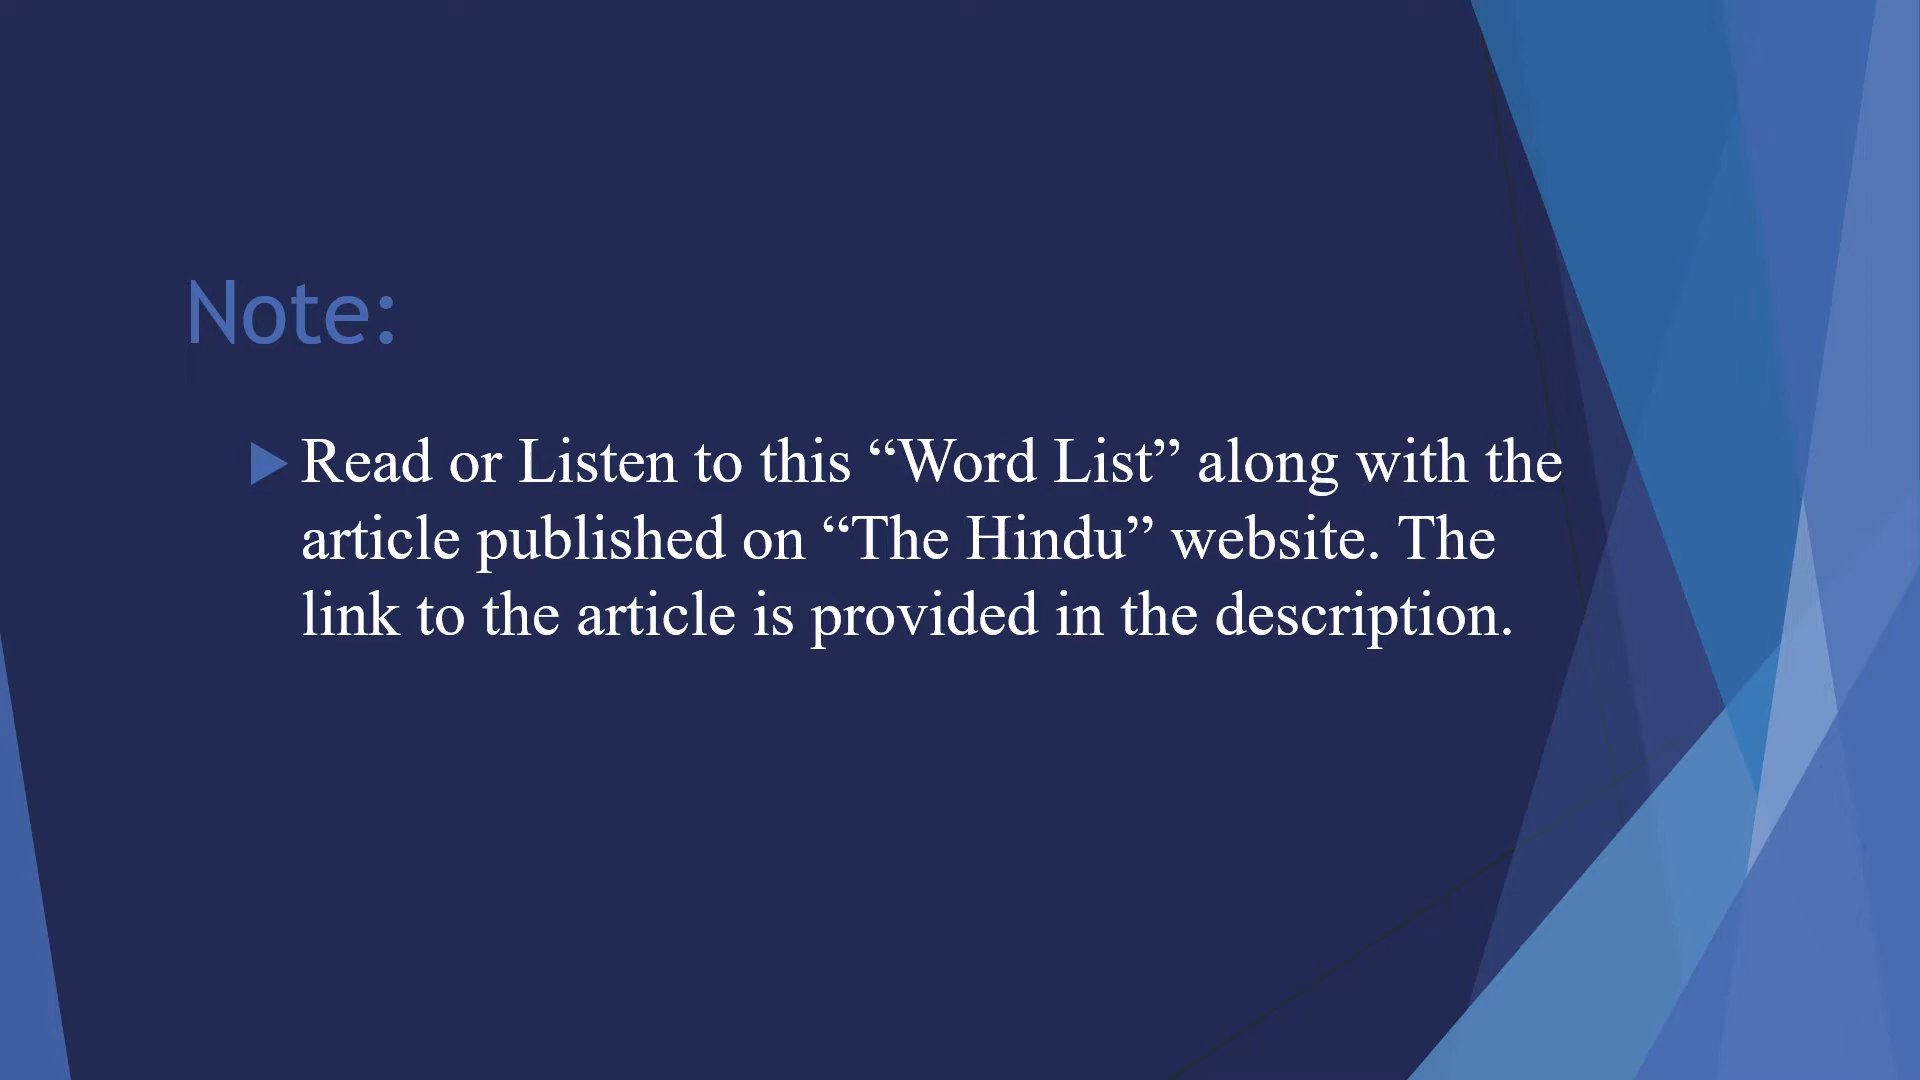 Note:
Read or Listen to this “Word List” along with the
article published on “The Hindu” website. The
link to the article is provided in the description.